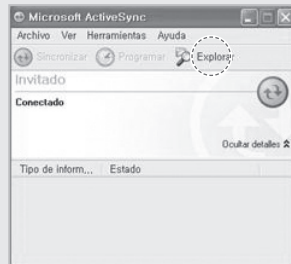 Microsoft ActiveSync
Archivo Ver Herramientas Ayuda
Sincronizar Programar Explorar
Invitado
Conectado
Ocultar detalles
Tipo de inform... Estado